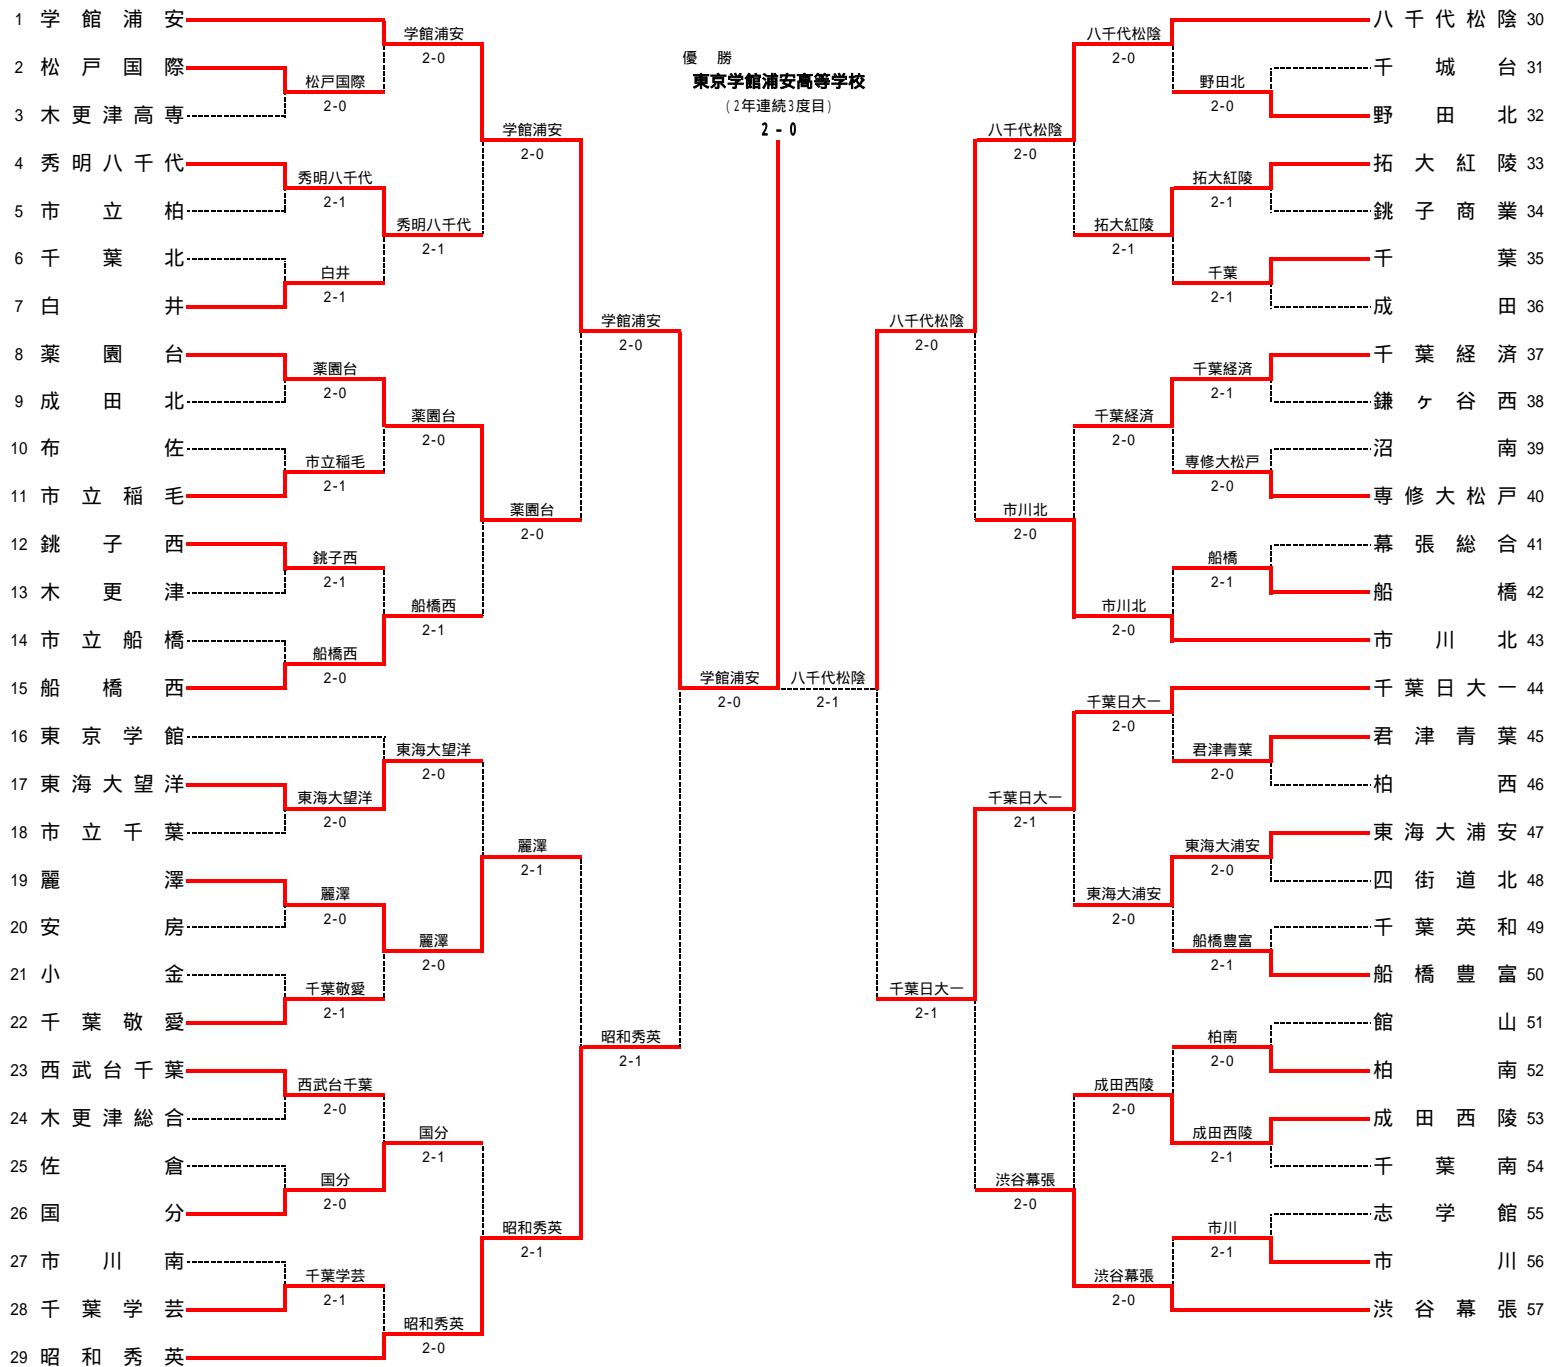 優勝
東京学館浦安高等学校
(2年連続3度目)
2-0
1 学館浦安
2 松戸国際
3 木更津高専
4 秀明八千代
5 市立柏
6 千葉北
7 白井
8 薬園台
9 成田北
10 布佐
11 市立稲毛
12 銚子西
13 木更津
14 市立船橋
15 船橋西
16 東京学館
17 東海大望洋
18 市立千葉
19 麗澤
20 安房
21 小金
22 千葉敬愛
23 西武台千葉
24 木更津総合
25 佐倉
26 国分
27 市川南
28 千葉学芸
29 昭和秀英
松戸国際
2-0
秀明八千代
2-1
白井
2-1
薬園台
2-0
市立稲毛
2-1
銚子西
2-1
船橋西
2-0
東海大望洋
2-0
麗澤
2-0
千葉敬愛
2-1
西武台千葉
2-0
国分
2-0
千葉学芸
2-1
学館浦安
2-0
秀明八千代
2-1
薬園台
2-0
船橋西
2-1
東海大望洋
2-0
麗澤
2-0
国分
2-1
昭和秀英
2-0
学館浦安
2-0
薬園台
2-0
麗澤
2-1
昭和秀英
2-1
学館浦安
2-0
昭和秀英
2-1
学館浦安
2-0
八千代松陰
2-1
八千代松陰
2-0
千葉日大一
2-1
八千代松陰
2-0
市川北
2-0
千葉日大一
2-1
渋谷幕張
2-0
八千代松陰
2-0
拓大紅陵
2-1
千葉経済
2-0
市川北
2-0
千葉日大一
2-0
東海大浦安
2-0
成田西陵
2-0
渋谷幕張
2-0
野田北
2-0
拓大紅陵
2-1
千葉
2-1
千葉経済
2-1
専修大松戸
2-0
船橋
2-1
君津青葉
2-0
東海大浦安
2-0
船橋豊富
2-1
柏南
2-0
成田西陵
2-1
市川
2-1
八千代松陰 30
千城台 31
野田北 32
拓大紅陵 33
銚子商業 34
千葉 35
成田 36
千葉経済 37
鎌ヶ谷西 38
沼南 39
専修大松戸 40
幕張総合 41
船橋 42
市川北 43
千葉日大一 44
君津青葉 45
柏西 46
東海大浦安 47
四街道北 48
千葉英和 49
船橋豊富 50
館山 51
柏南 52
成田西陵 53
千葉南 54
志学館 55
市川 56
渋谷幕張 57